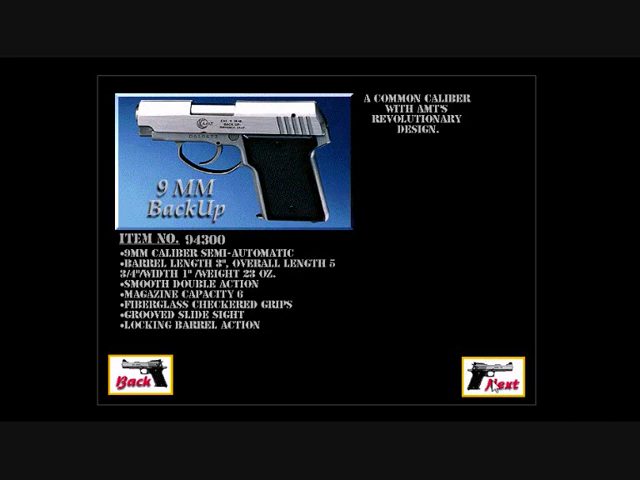 A COMMON CALIBER
WITH AMT'S
REVOLUTIONARY
DESIGN.
9 MM
BackUp
ITEM NO. 94300
•9MM CALIBER SEMI-AUTOMATIC
•BARREL LENGTH 3", OVERALL LENGTH 5
3/4"/WIDTH 1" /WEIGHT 23 OZ.
•SMOOTH DOUBLE ACTION
•MAGAZINE CAPACITY 6
•FIBERGLASS CHECKERED GRIPS
•GROOVED SLIDE SIGHT
•LOCKING BARREL ACTION
Back
Next